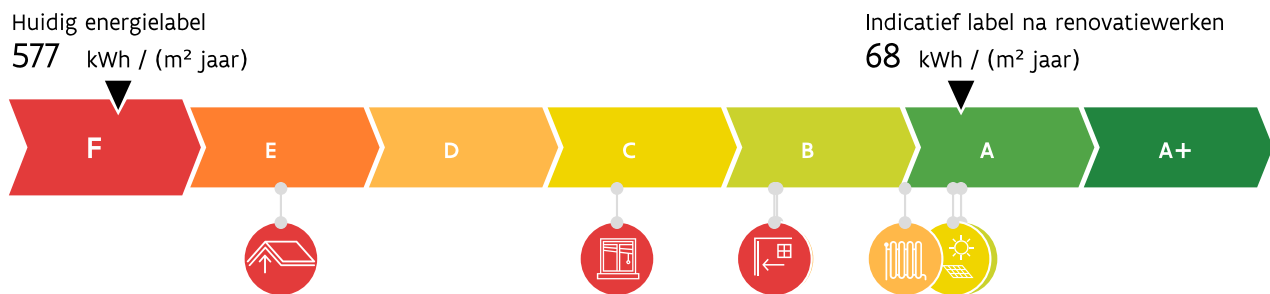 Huidig energielabel
577 kWh / (m² jaar)
Indicatief label na renovatiewerken
68 kWh / (m² jaar)
F E D C B A A+